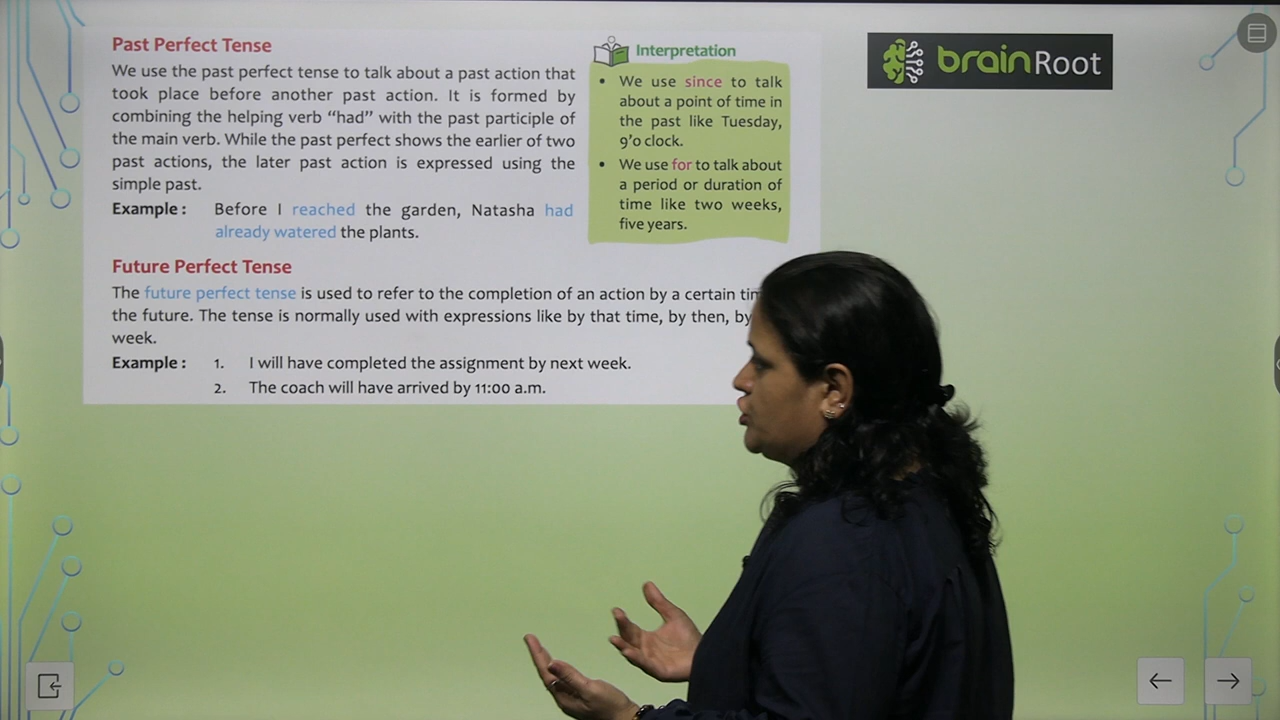 Past Perfect Tense
We use the past perfect tense to talk about a past action that
took place before another past action. It is formed by
combining the helping verb “had” with the past participle of
the main verb. While the past perfect shows the earlier of two
past actions, the later past action is expressed using the
simple past.
Example : Before I reached the garden, Natasha had
already watered the plants.
Interpretation
• We use since to talk
about a point of time in
the past like Tuesday,
9’o clock.
• We use for to talk about
a period or duration of
time like two weeks,
five years.
brainRoot
Future Perfect Tense
The future perfect tense is used to refer to the completion of an action by a certain
the future. The tense is normally used with expressions like by that time, by then, by
week.
Example : 1. I will have completed the assignment by next week.
2. The coach will have arrived by 11:00 a.m.